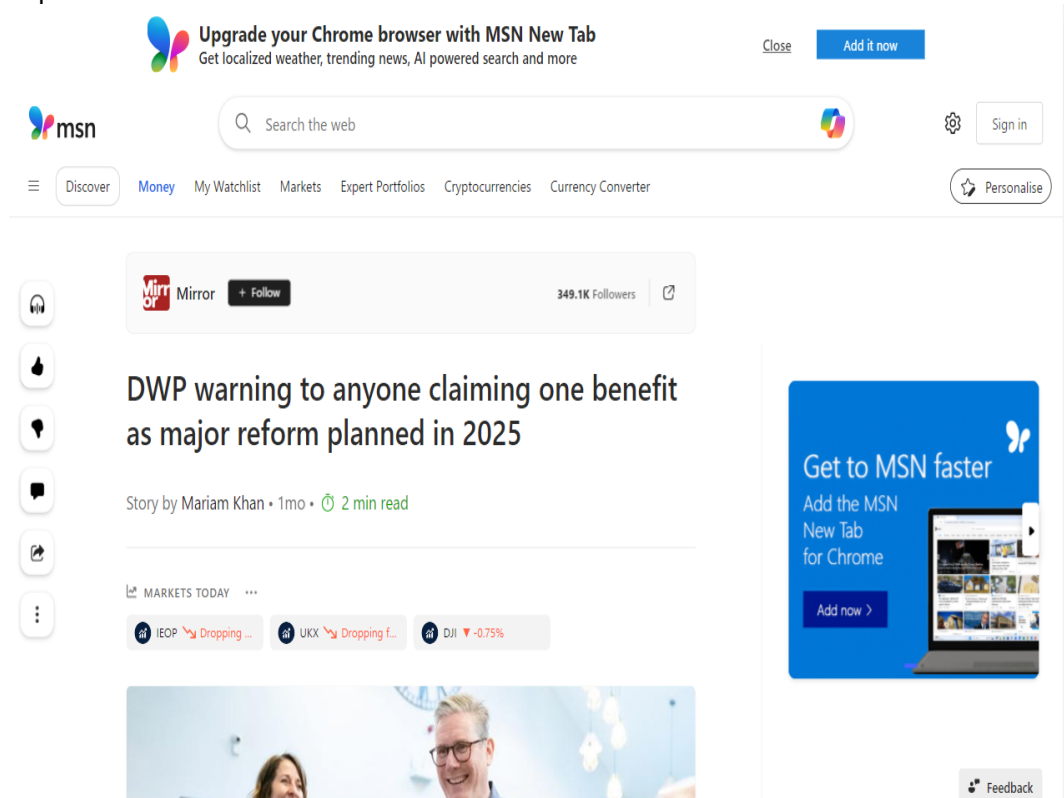 Upgrade your Chrome browser with MSN New Tab
Get localized weather, trending news, AI powered search and more
Close
Add it now
msn
Search the web
Sign in
Discover
Money
My Watchlist
Markets
Expert Portfolios
Cryptocurrencies
Currency Converter
Personalise
Mirror
Mirror
+ Follow
349.1K Followers
DWP warning to anyone claiming one benefit
as major reform planned in 2025
Story by Mariam Khan • 1mo • 2 min read
MARKETS TODAY ...
IEOP Dropping ...
UKX Dropping f...
DJI ▼ -0.75%
Get to MSN faster
Add the MSN
New Tab
for Chrome
Add now >
Feedback